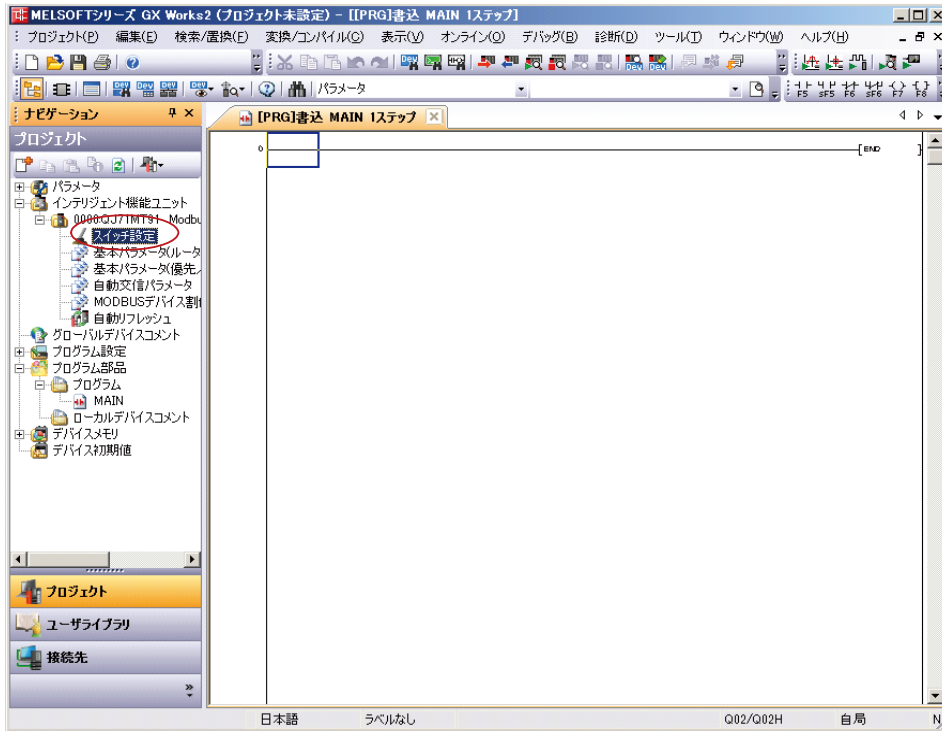 MELSOFTシリーズ GX Works2 (プロジェクト未設定) - [[PRG]書込 MAIN 1ステップ]
プロジェクト(P) 編集(E) 検索/置換(F) 変換/コンパイル(C) 表示(V) オンライン(O) デバッグ(B) 診断(D) ツール(T) ウィンドウ(W) ヘルプ(H)
パラメータ
F5 sF5 F6 sF6 F7 F8
ナビゲーション
[PRG]書込 MAIN 1ステップ
プロジェクト
0
END
パラメータ
インテリジェント機能ユニット
0000:QJ71MT91 Modbu
スイッチ設定
基本パラメータ(ルータ
基本パラメータ(優先
自動交信パラメータ
MODBUSデバイス割
自動リフレッシュ
グローバルデバイスコメント
プログラム設定
プログラム部品
プログラム
MAIN
ローカルデバイスコメント
デバイスメモリ
デバイス初期値
プロジェクト
ユーザライブラリ
接続先
日本語 ラベルなし Q02/Q02H 自局 N